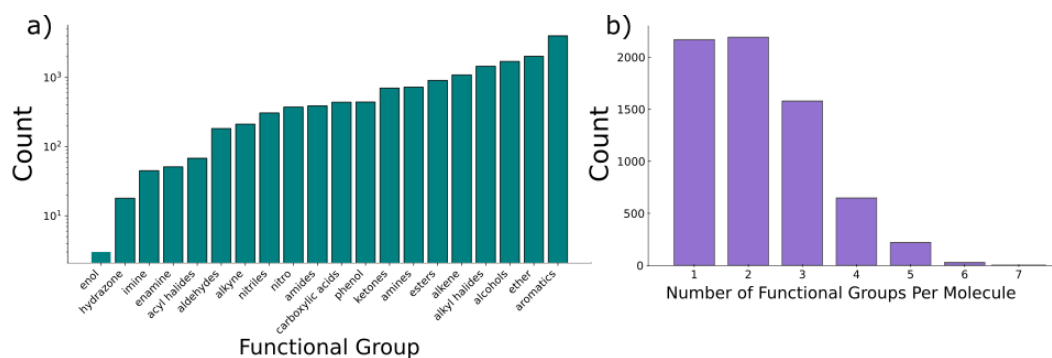 a)
Count
10³
10²
10¹
enol
hydrazone
imine
enamine
acyl halides
aldehydes
alkyne
nitriles
nitro
amides
carboxylic acids
phenol
ketones
amines
esters
alkene
alkyl halides
alcohols
ether
aromatics
Functional Group
b)
Count
2000
1500
1000
500
0
1 2 3 4 5 6 7
Number of Functional Groups Per Molecule